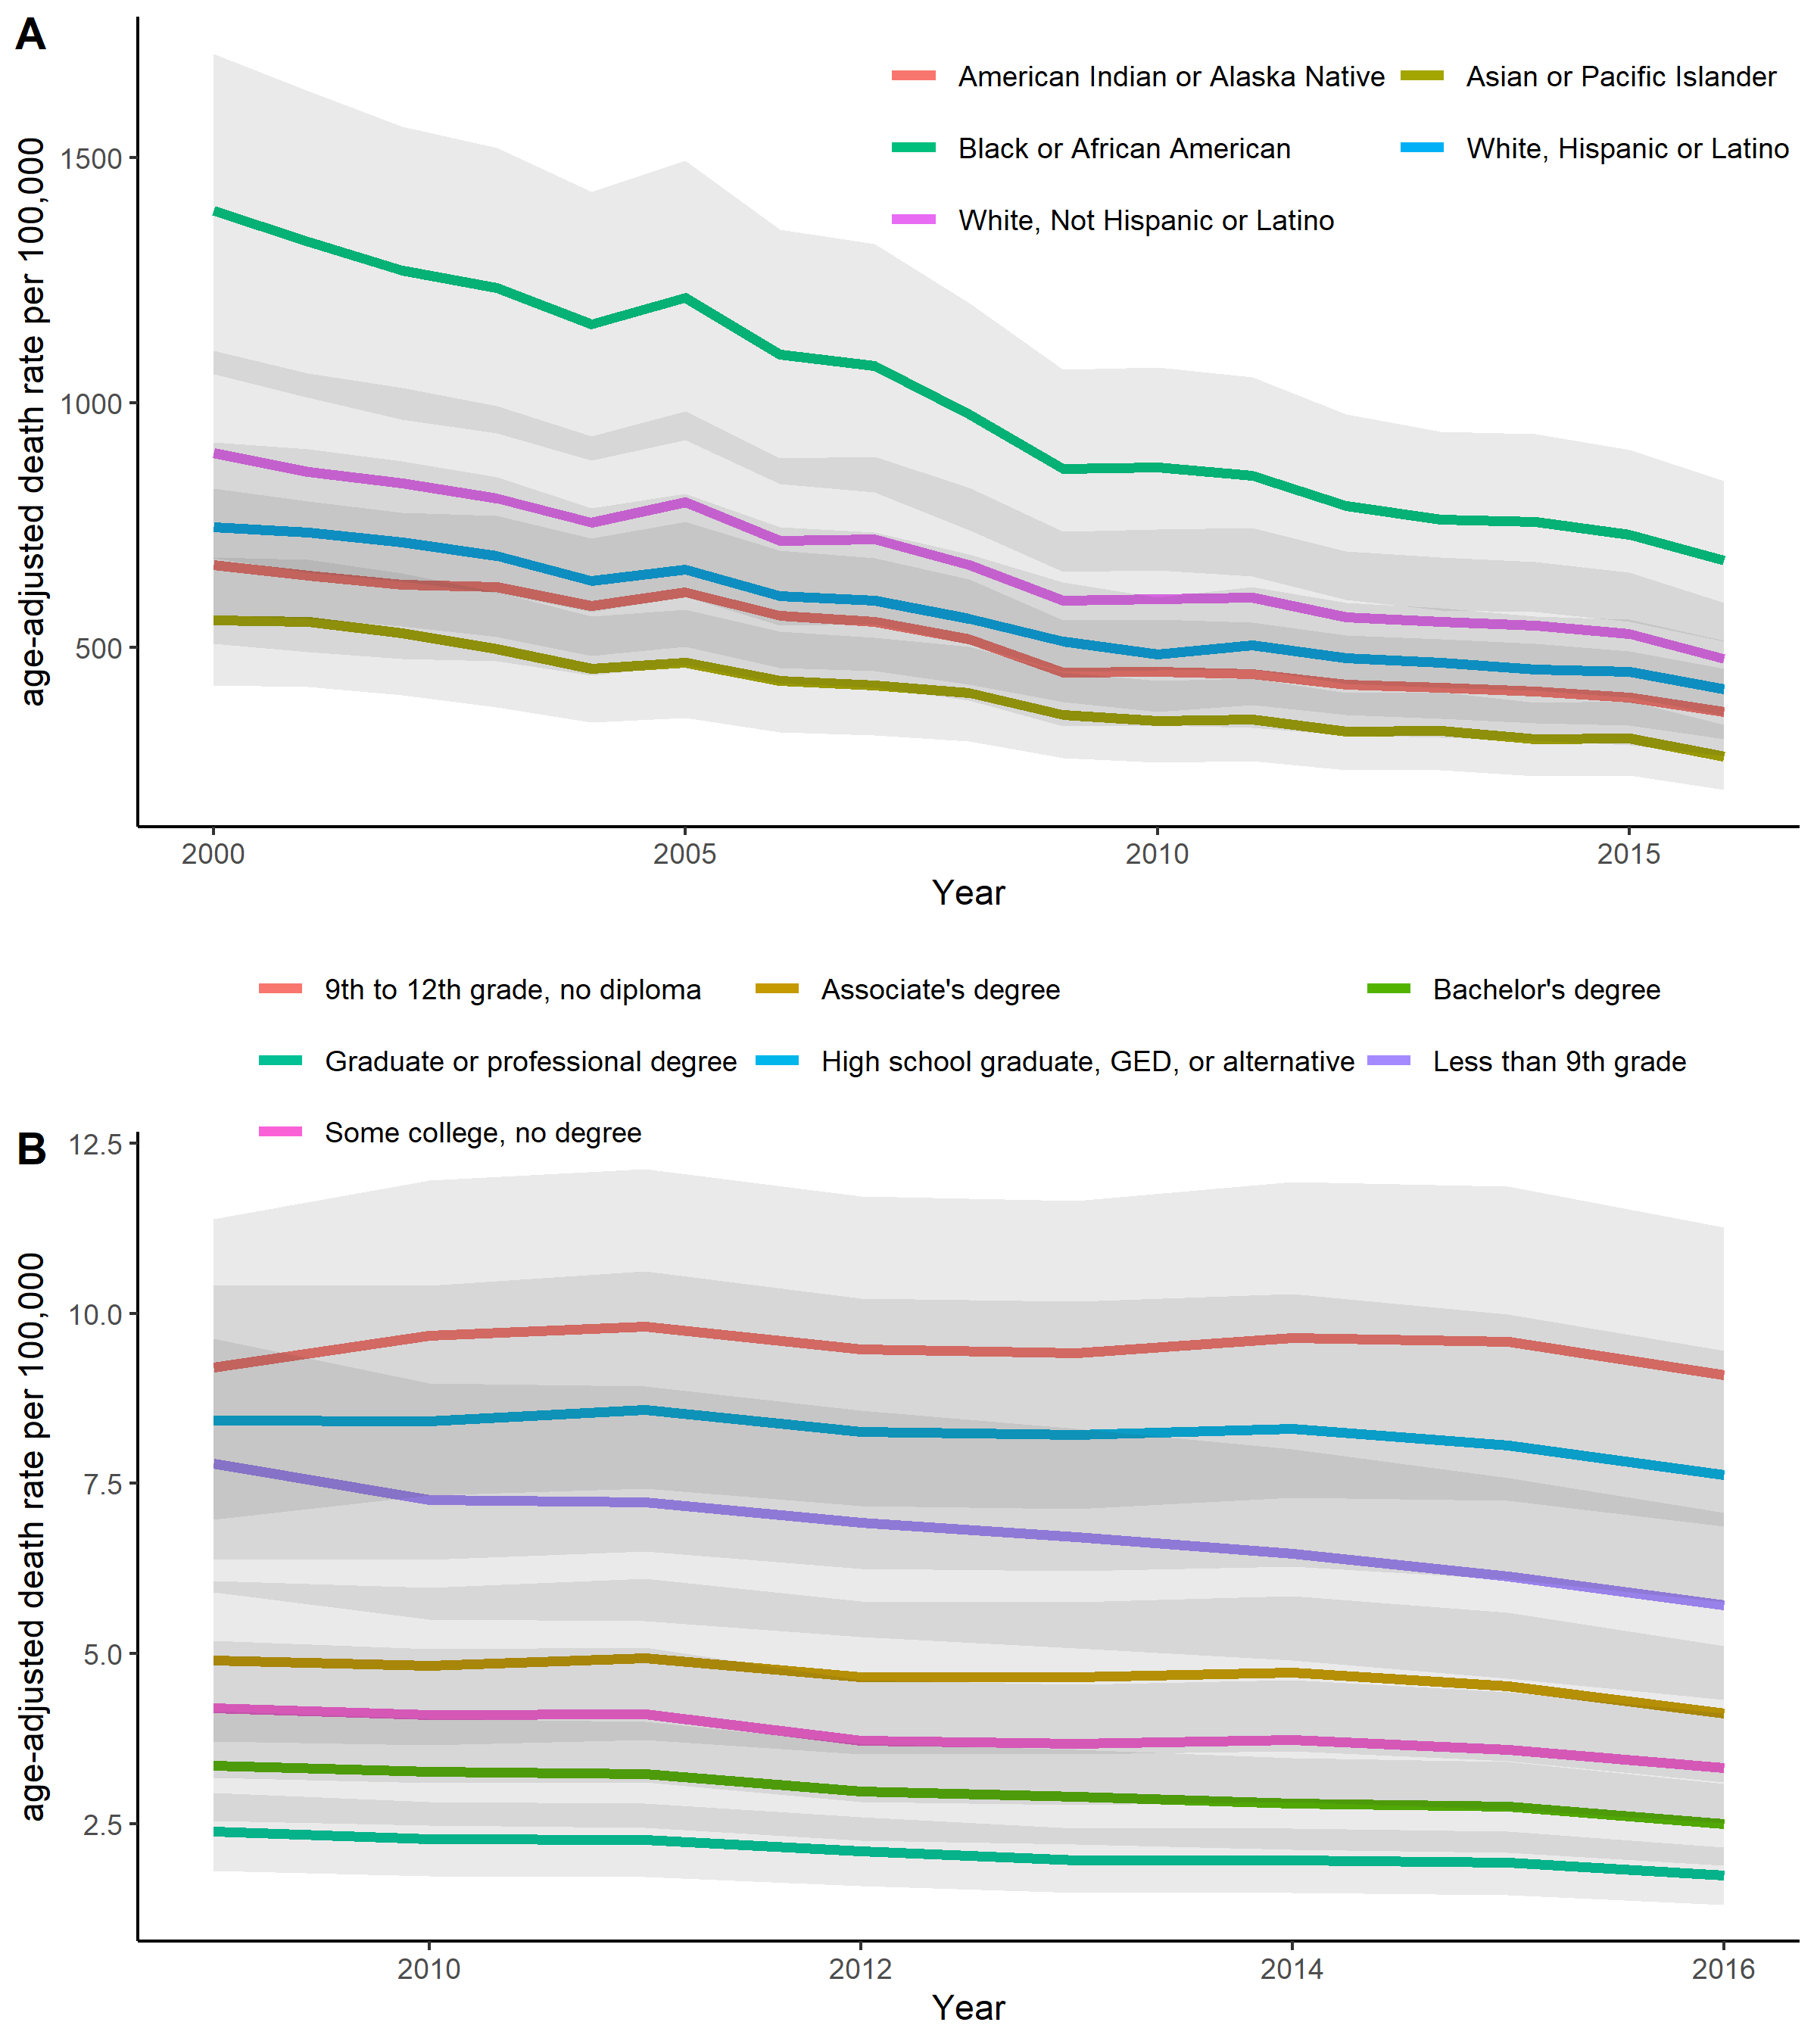 A
American Indian or Alaska Native
Asian or Pacific Islander
Black or African American
White, Hispanic or Latino
White, Not Hispanic or Latino
age-adjusted death rate per 100,000
1500
1000
500
2000
2005
2010
2015
Year
9th to 12th grade, no diploma
Associate's degree
Bachelor's degree
Graduate or professional degree
High school graduate, GED, or alternative
Less than 9th grade
Some college, no degree
B
age-adjusted death rate per 100,000
12.5
10.0
7.5
5.0
2.5
2010
2012
2014
2016
Year